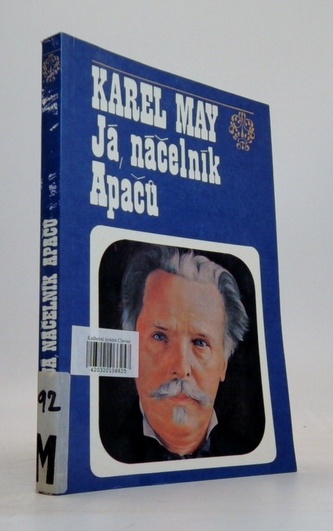 KAREL MAY
Já, náčelník
Apačů
JÁ, NÁČELNÍK APAČŮ
92
M